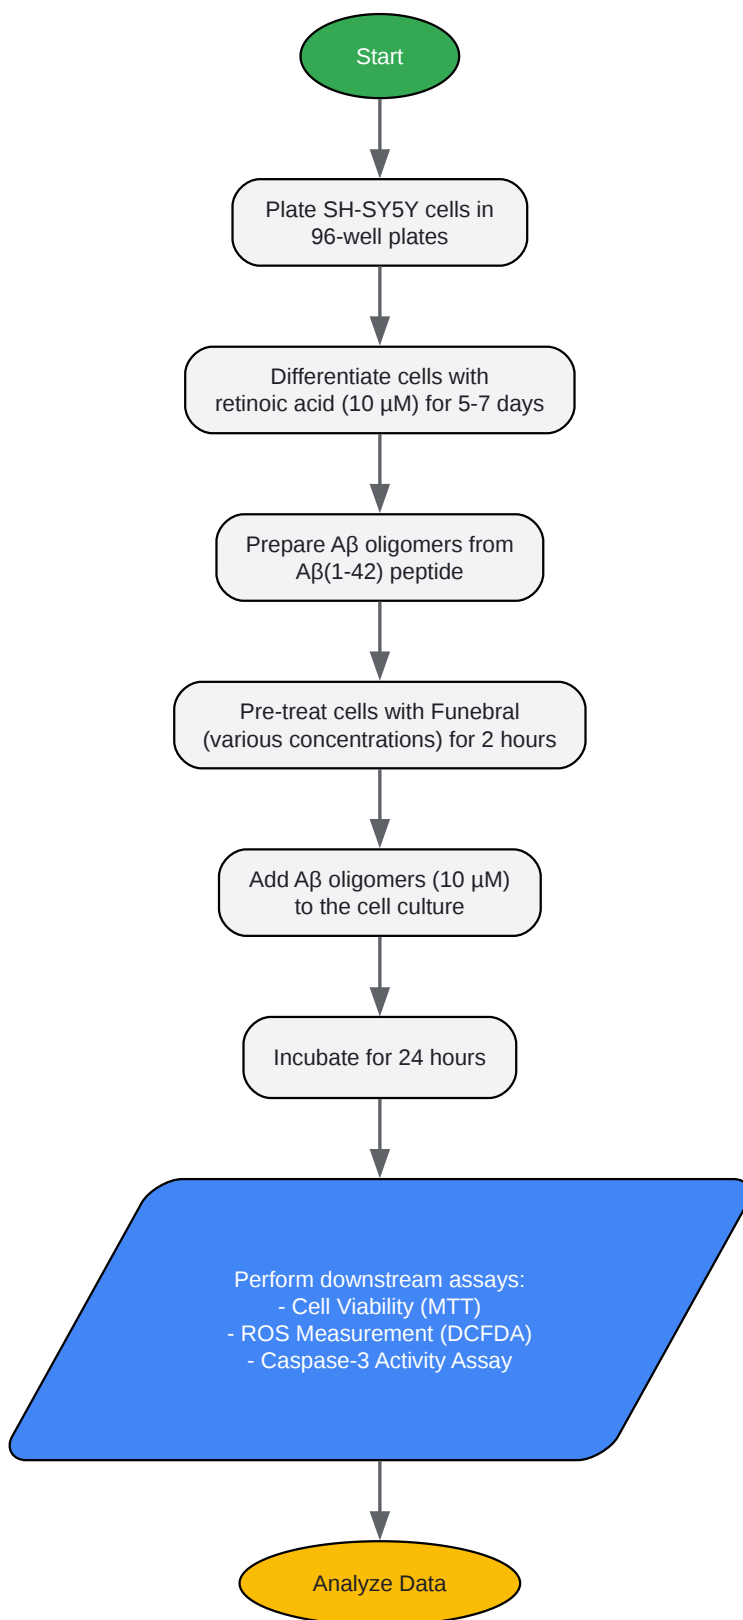 Start
Plate SH-SY5Y cells in
96-well plates
Differentiate cells with
retinoic acid (10 µM) for 5-7 days
Prepare Aβ oligomers from
Aβ(1-42) peptide
Pre-treat cells with Funebral
(various concentrations) for 2 hours
Add Aβ oligomers (10 µM)
to the cell culture
Incubate for 24 hours
Perform downstream assays:
- Cell Viability (MTT)
- ROS Measurement (DCFDA)
- Caspase-3 Activity Assay
Analyze Data